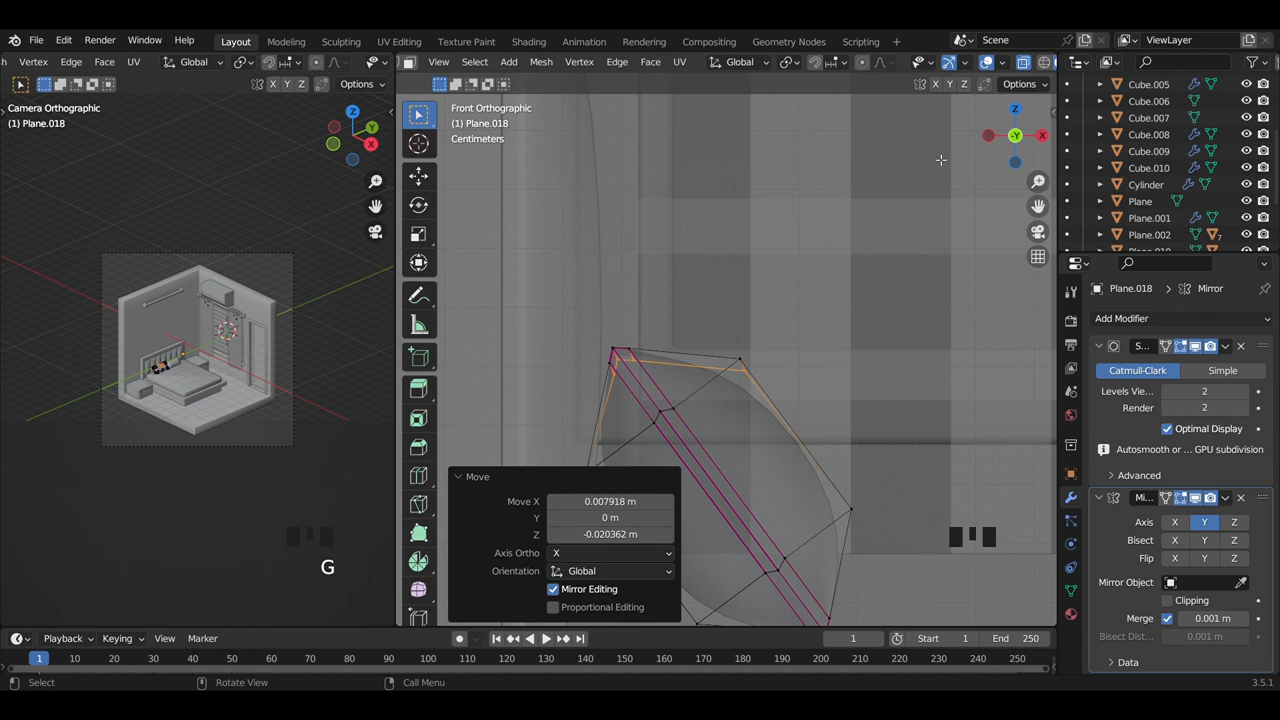 File Edit Render Window Help Layout Modeling Sculpting UV Editing Texture Paint Shading Animation Rendering Compositing Geometry Nodes Scripting + Scene ViewLayer
Vertex Edge Face UV Global View Select Add Mesh Vertex Edge Face UV Global
X Y Z Options X Y Z Options
Camera Orthographic
(1) Plane.018
Front Orthographic
(1) Plane.018
Centimeters
Z
Y
X
Z
-Y
X
Cube.005
Cube.006
Cube.007
Cube.008
Cube.009
Cube.010
Cylinder
Plane
Plane.001
Plane.002 7
Plane.018 > Mirror
Add Modifier
S...
Catmull-Clark Simple
Levels Vie... 2
Render 2
Optimal Display
Autosmooth or ... GPU subdivision
Advanced
Mi...
Axis X Y Z
Bisect X Y Z
Flip X Y Z
Mirror Object
Clipping
Merge 0.001 m
Bisect Dist... 0.001 m
Data
Move
Move X 0.007918 m
Y 0 m
Z -0.020362 m
Axis Ortho X
Orientation Global
Mirror Editing
Proportional Editing
G
Playback Keying View Marker 1 Start 1 End 250
1 10 20 30 40 50 60 70 80 90 100 110 120 130 140 150 160 170 180 190 200 210 220 230 240 250
Select Rotate View Call Menu 3.5.1